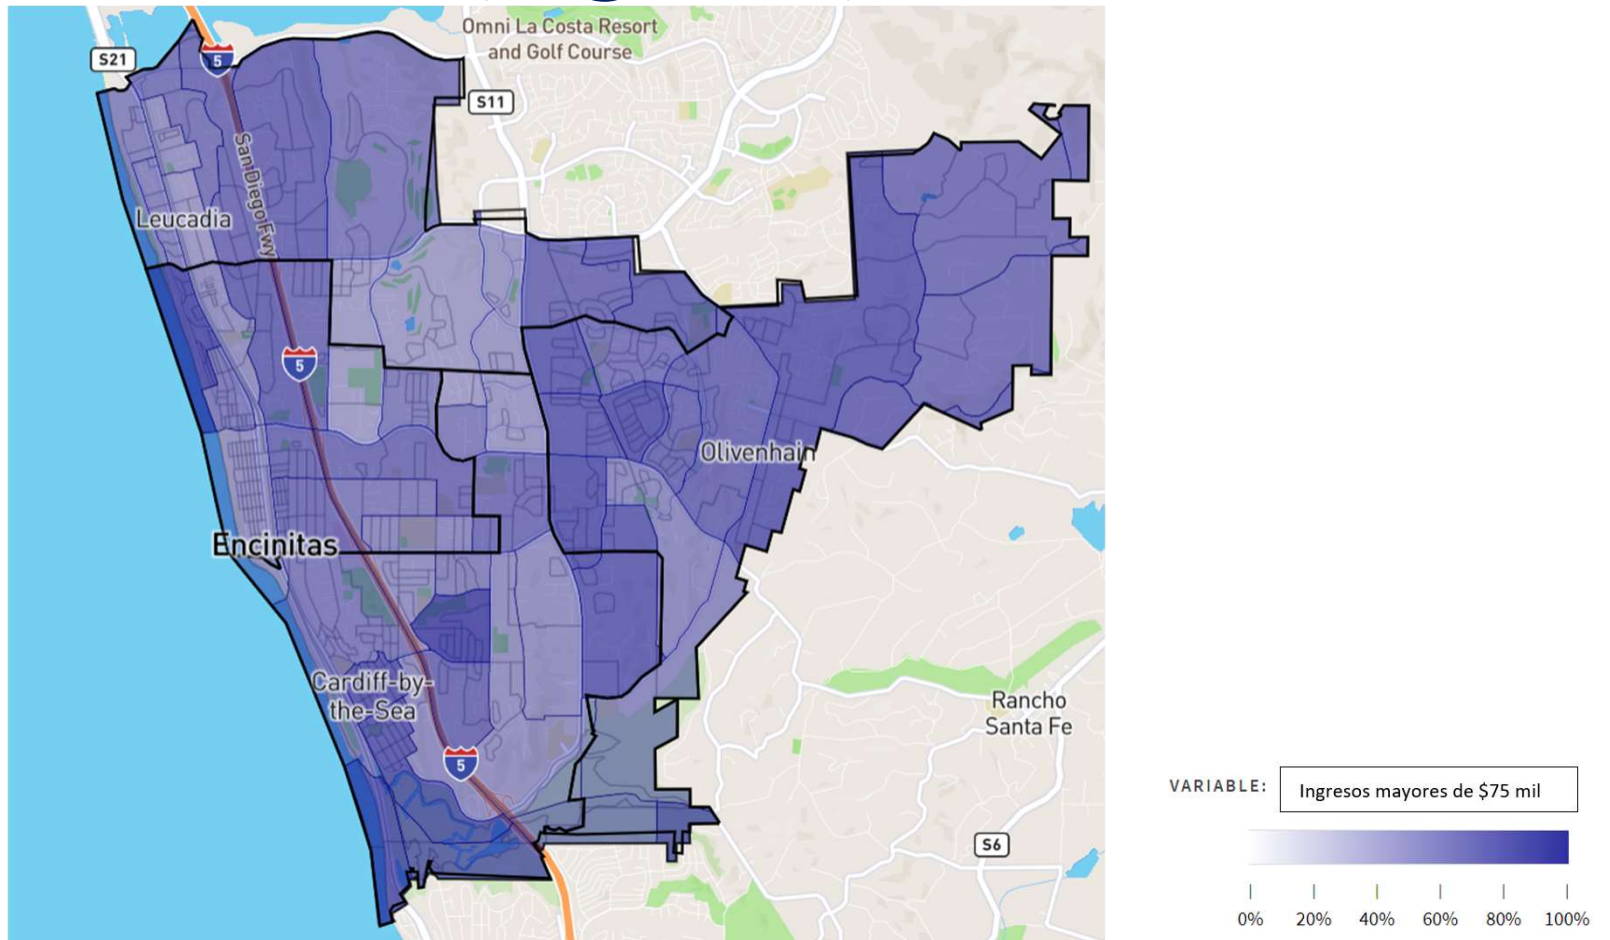 Omni La Costa Resort
and Golf Course
S21
5
S11
San Diego Fwy
Leucadia
5
Olivenhain
Encinitas
Cardiff-by-
the-Sea
Rancho
Santa Fe
5
S6
VARIABLE:
Ingresos mayores de $75 mil
0% 20% 40% 60% 80% 100%